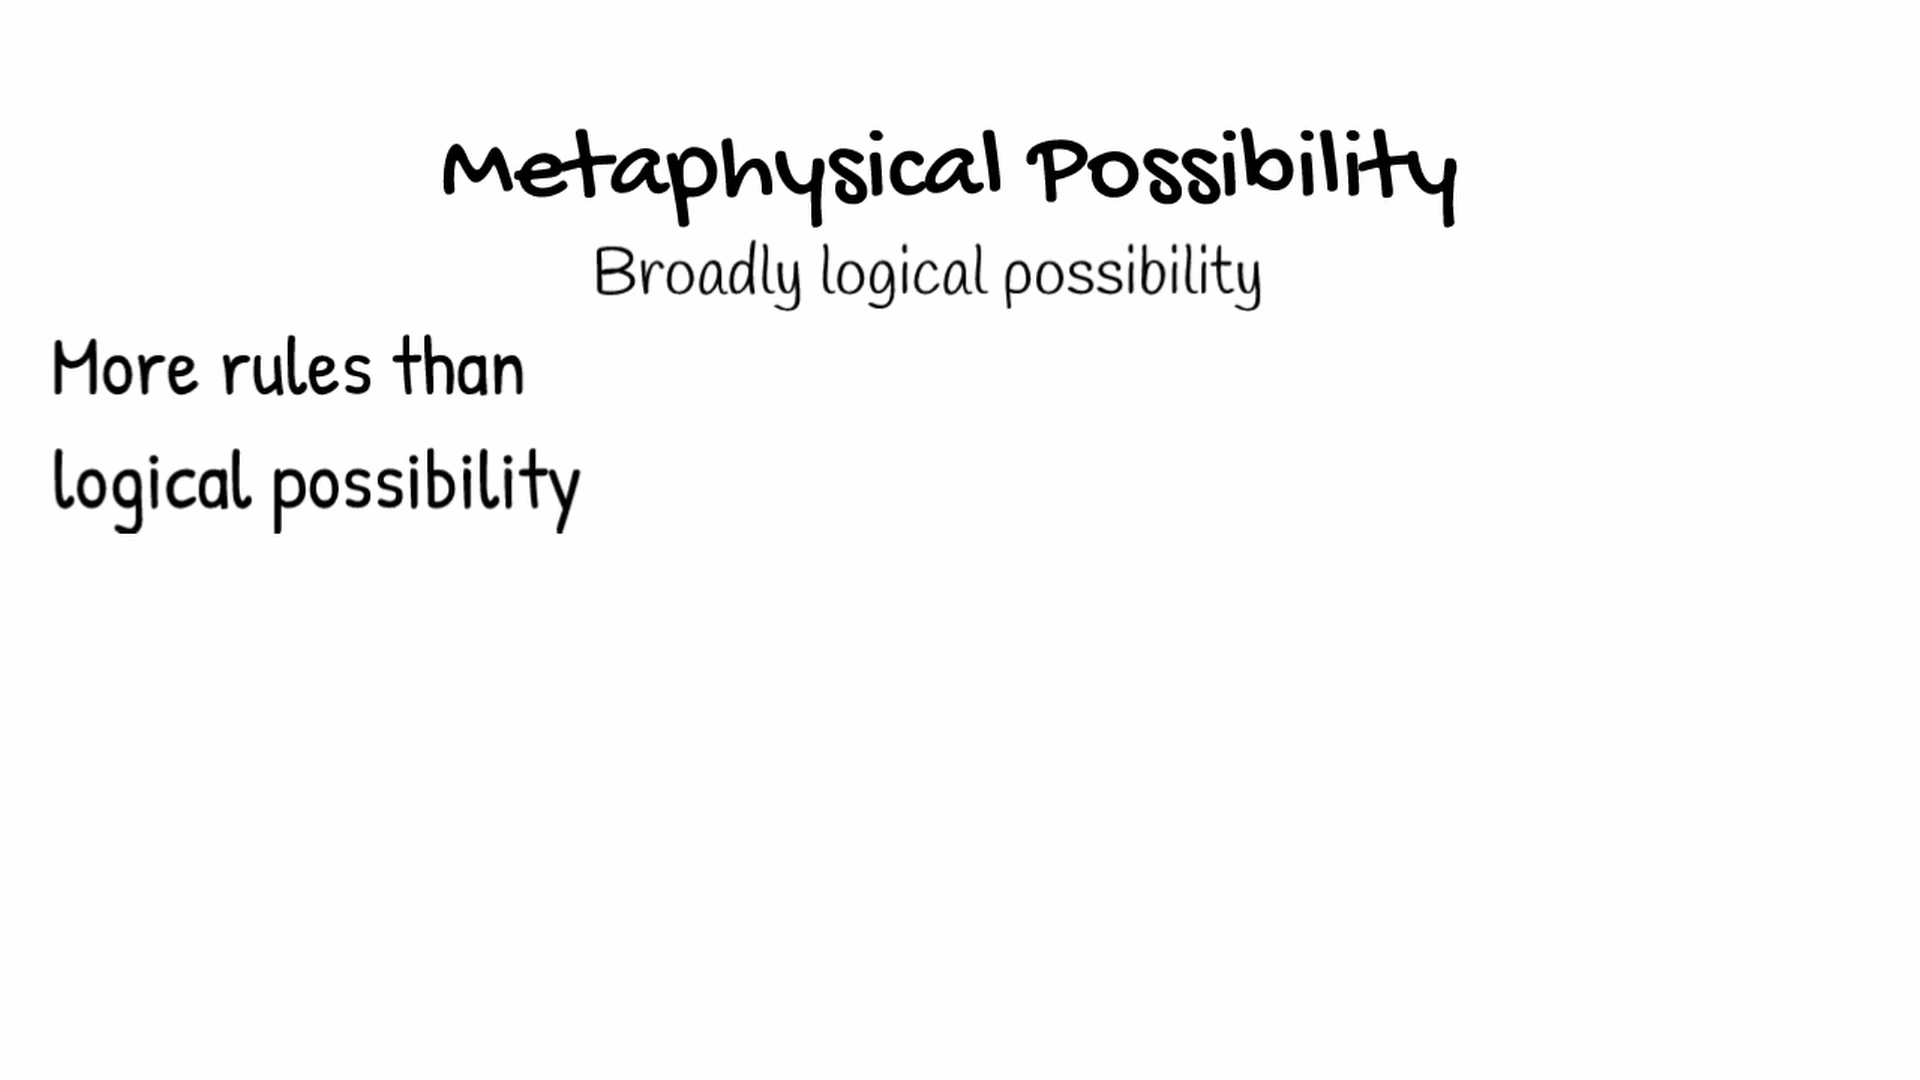 Metaphysical Possibility
Broadly logical possibility
More rules than
logical possibility